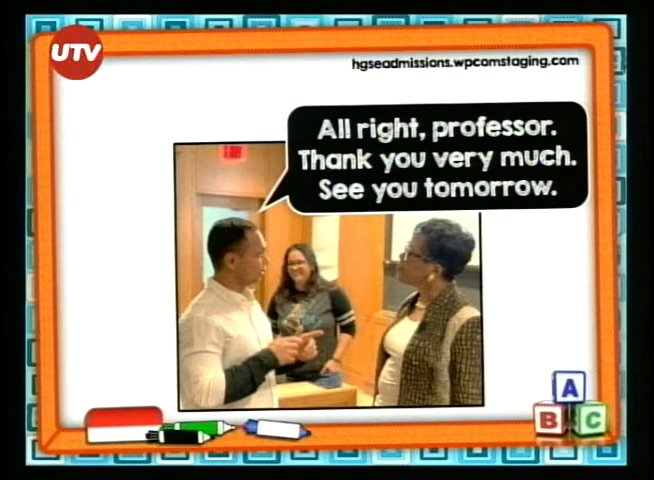 UTV
hgseadmissions.wpcomstaging.com
All right, professor.
Thank you very much.
See you tomorrow.
A
B C